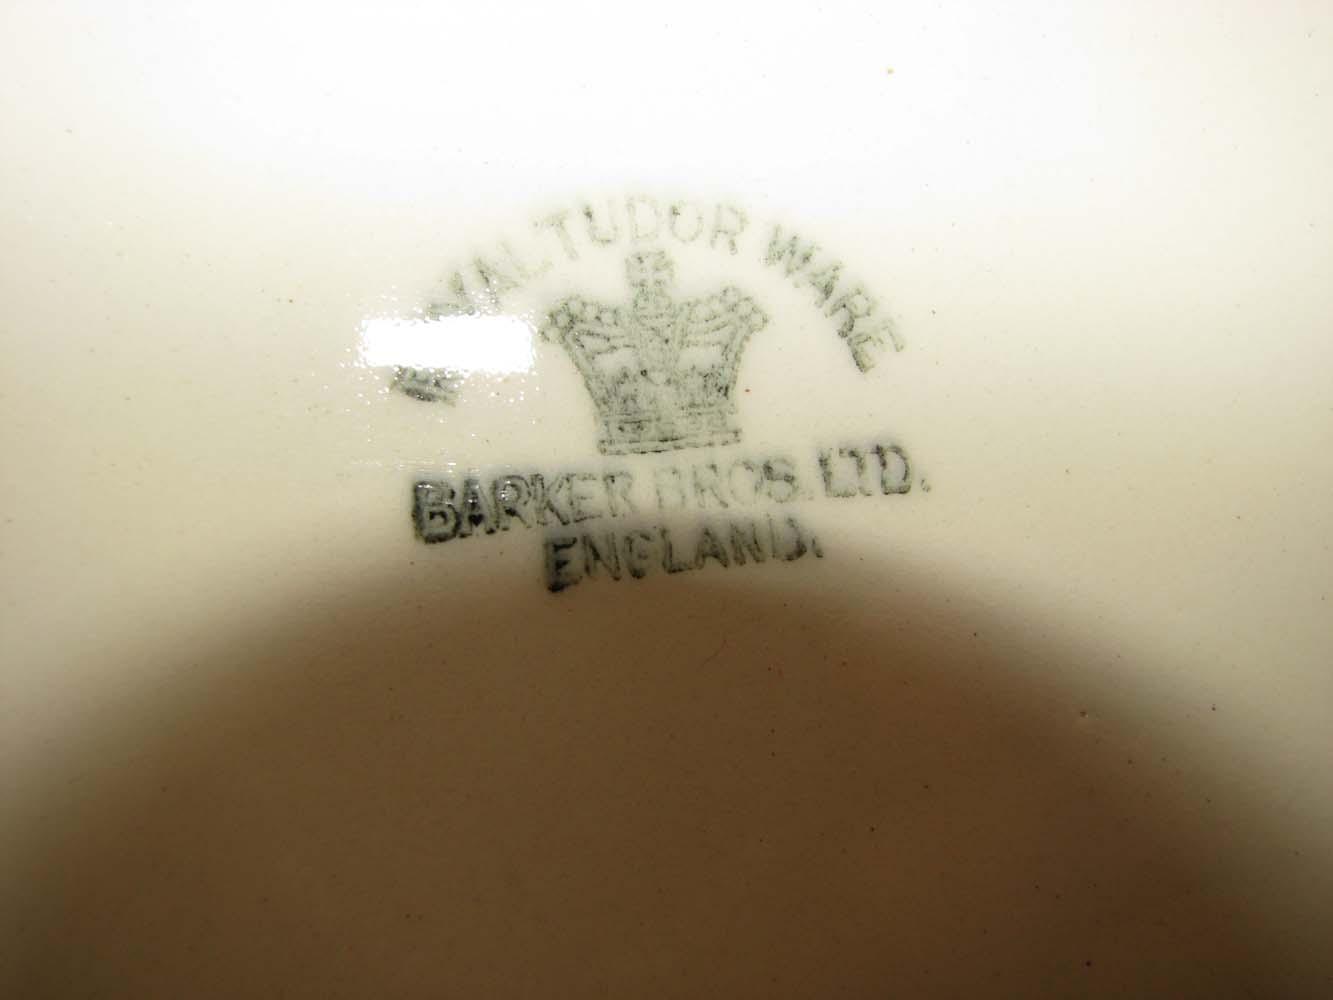 TUDOR WARE
BARKER BROS. LTD.
ENGLAND.